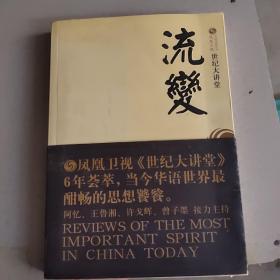 世纪大讲堂
流變
凤凰卫视《世纪大讲堂》
6年荟萃,当今华语世界最
酣畅的思想饕餮。
阿忆、王鲁湘、许戈辉、曾子墨 接力主持
REVIEWS OF THE MOST
IMPORTANT SPIRIT
IN CHINA TODAY